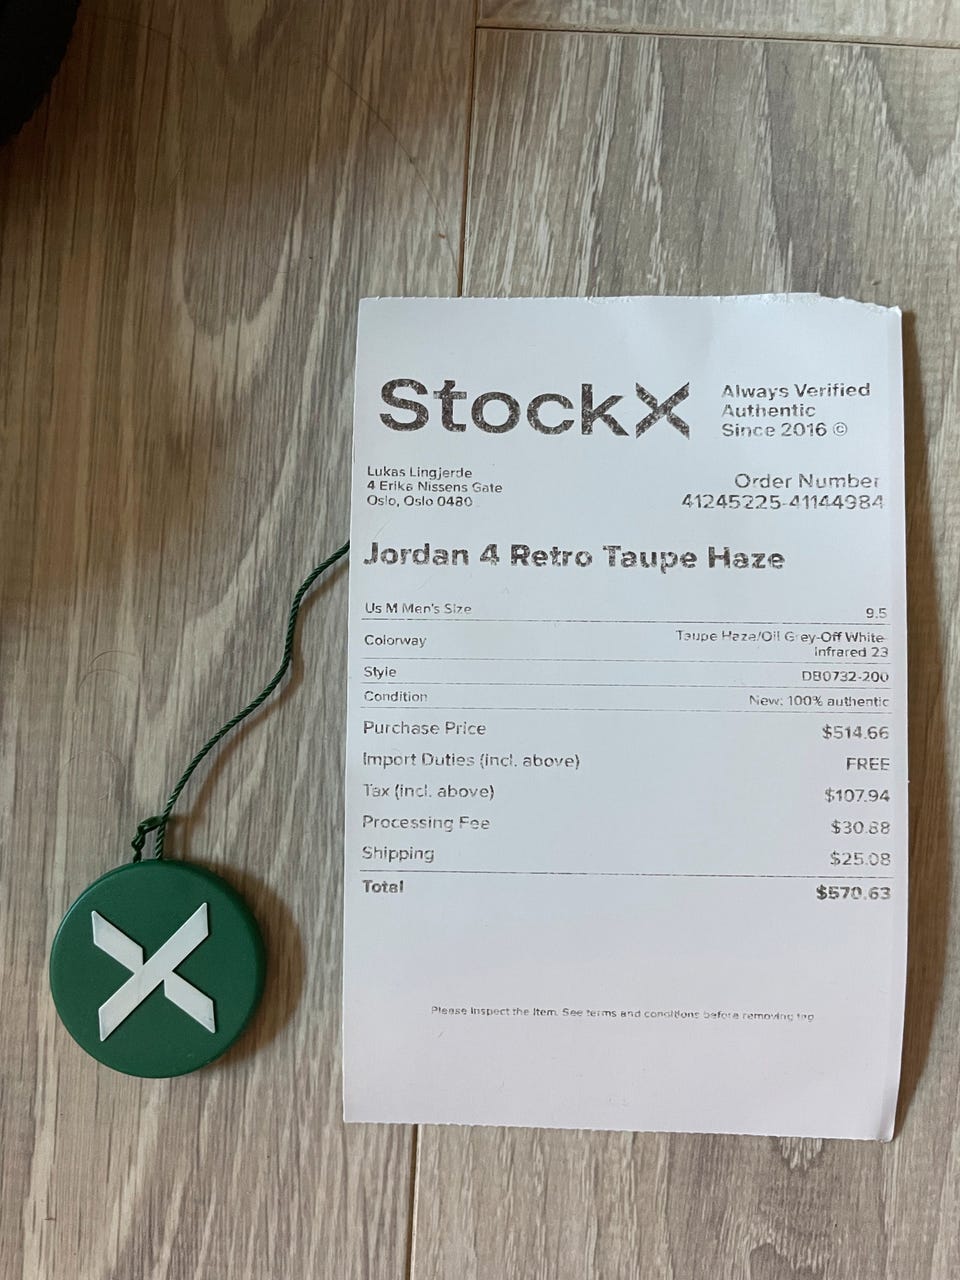 StockX
Always Verified
Authentic
Since 2016 ©
Lukas Lingjerde
4 Erika Nissens Gate
Oslo, Oslo 0480
Order Number
41245225-41144984
Jordan 4 Retro Taupe Haze
Us M Men's Size 9.5
Colorway Taupe Haze/Oil Grey-Off White-
Infrared 23
Style DB0732-200
Condition New: 100% authentic
Purchase Price $514.66
Import Duties (incl. above) FREE
Tax (incl. above) $107.94
Processing Fee $30.88
Shipping $25.08
Total $570.63
Please Inspect the Item. See terms and conditions before removing tag
X